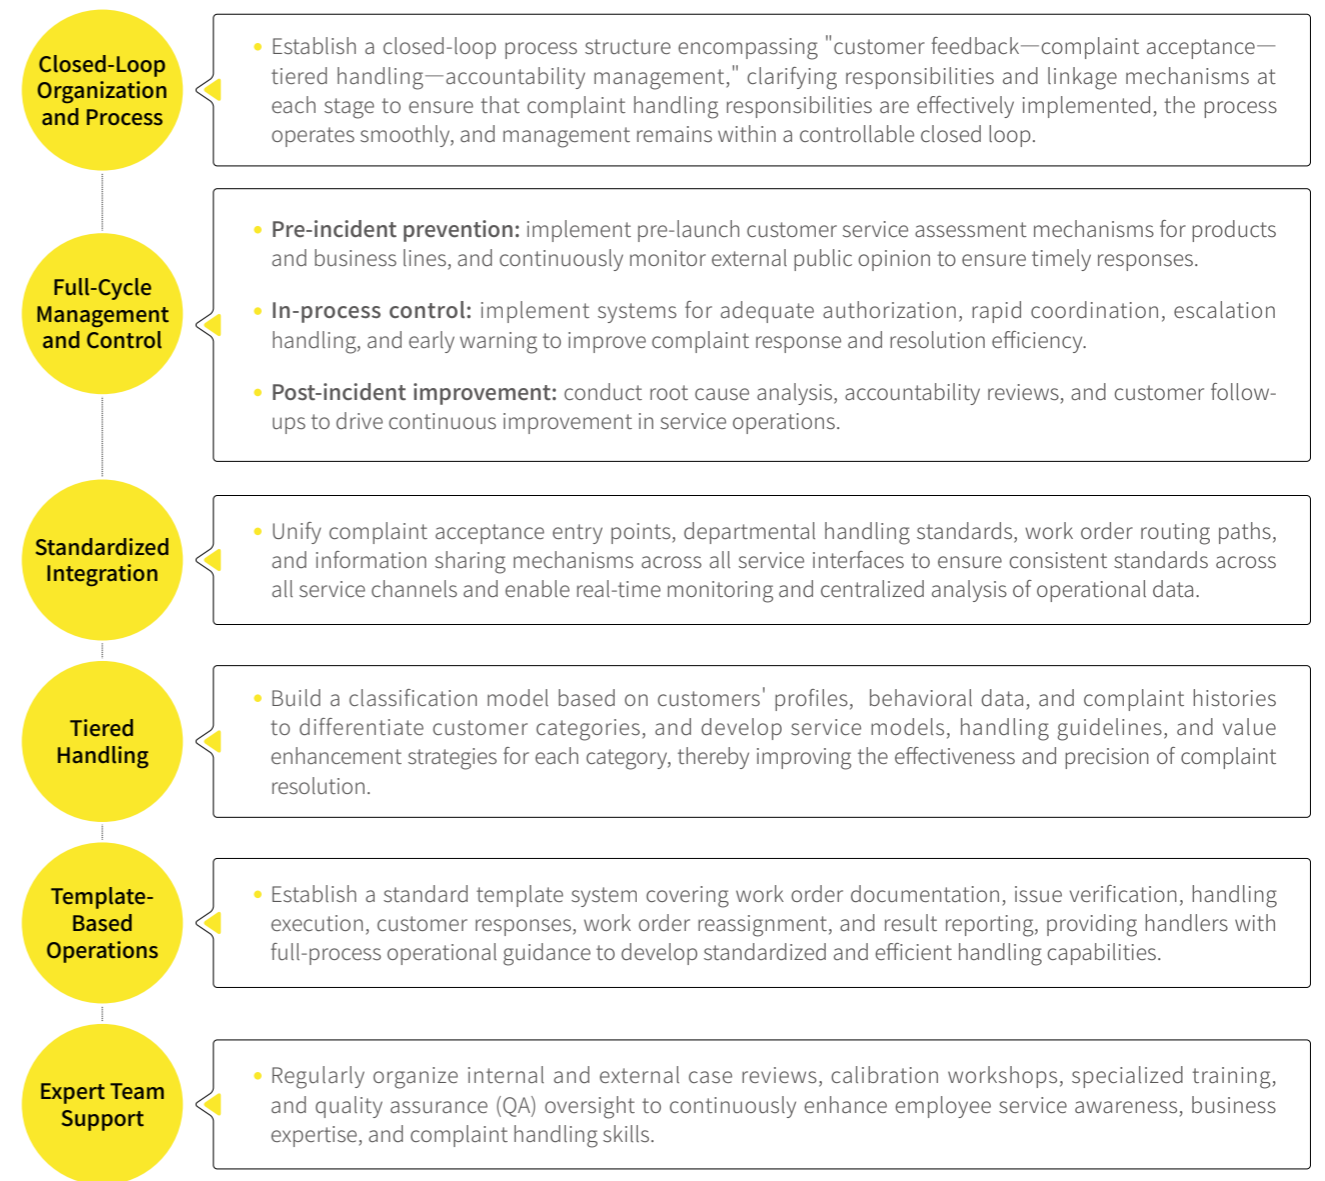 Closed-Loop
Organization
and Process
• Establish a closed-loop process structure encompassing "customer feedback—complaint acceptance—
tiered handling—accountability management," clarifying responsibilities and linkage mechanisms at
each stage to ensure that complaint handling responsibilities are effectively implemented, the process
operates smoothly, and management remains within a controllable closed loop.
Full-Cycle
Management
and Control
• Pre-incident prevention: implement pre-launch customer service assessment mechanisms for products
and business lines, and continuously monitor external public opinion to ensure timely responses.
• In-process control: implement systems for adequate authorization, rapid coordination, escalation
handling, and early warning to improve complaint response and resolution efficiency.
• Post-incident improvement: conduct root cause analysis, accountability reviews, and customer follow-
ups to drive continuous improvement in service operations.
Standardized
Integration
• Unify complaint acceptance entry points, departmental handling standards, work order routing paths,
and information sharing mechanisms across all service interfaces to ensure consistent standards across
all service channels and enable real-time monitoring and centralized analysis of operational data.
Tiered
Handling
• Build a classification model based on customers' profiles, behavioral data, and complaint histories
to differentiate customer categories, and develop service models, handling guidelines, and value
enhancement strategies for each category, thereby improving the effectiveness and precision of complaint
resolution.
Template-
Based
Operations
• Establish a standard template system covering work order documentation, issue verification, handling
execution, customer responses, work order reassignment, and result reporting, providing handlers with
full-process operational guidance to develop standardized and efficient handling capabilities.
Expert Team
Support
• Regularly organize internal and external case reviews, calibration workshops, specialized training,
and quality assurance (QA) oversight to continuously enhance employee service awareness, business
expertise, and complaint handling skills.